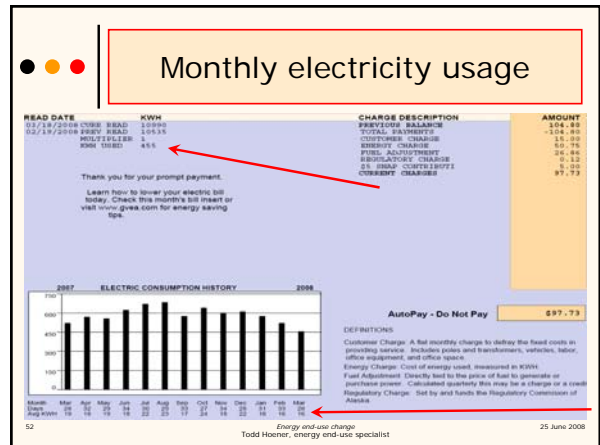 Monthly electricity usage
READ DATE KWH CHARGE DESCRIPTION AMOUNT
03/19/2008 CURR READ 10990 PREVIOUS BALANCE 104.80
02/19/2008 PREV READ 10535 TOTAL PAYMENTS -104.80
MULTIPLIER 1 CUSTOMER CHARGE 15.00
KWH USED 455 ENERGY CHARGE 50.75
FUEL ADJUSTMENT 26.86
REGULATORY CHARGE 0.12
$5 SNAP CONTRIBUTI 5.00
CURRENT CHARGES 97.73
Thank you for your prompt payment.
Learn how to lower your electric bill
today. Check this month's bill insert or
visit www.gvea.com for energy saving
tips.
2007 ELECTRIC CONSUMPTION HISTORY 2008
AutoPay - Do Not Pay $97.73
DEFINITIONS
Customer Charge: A flat monthly charge to defray the fixed costs in
providing service. Includes poles and transformers, vehicles, labor,
office equipment, and office space.
Energy Charge: Cost of energy used, measured in KWH.
Fuel Adjustment: Directly tied to the price of fuel to generate or
purchase power. Calculated quarterly this may be a charge or a credi
Regulatory Charge: Set by and funds the Regulatory Commission of
Alaska
Month Mar Apr May Jun Jul Aug Sep Oct Nov Dec Jan Feb Mar
Days
Avg KWH
52
Energy end-use change
Todd Hoener, energy end-use specialist
25 June 2008